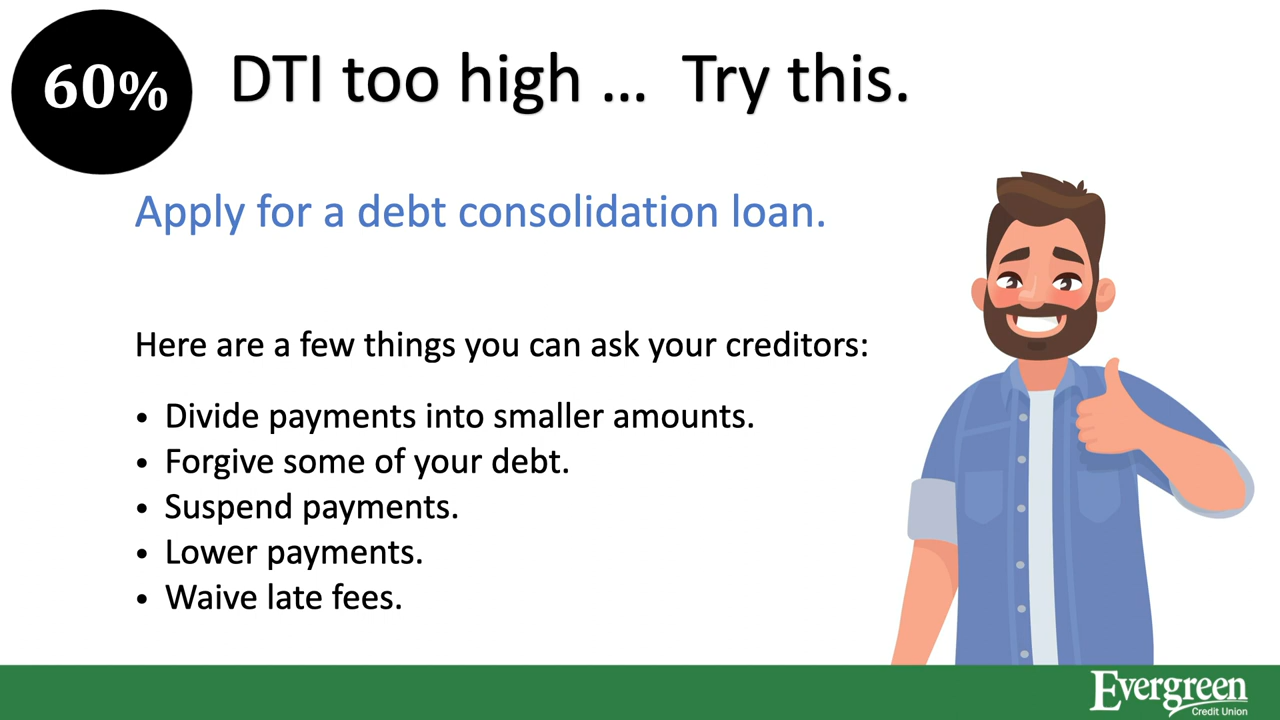 60%
DTI too high ... Try this.
Apply for a debt consolidation loan.
Here are a few things you can ask your creditors:
• Divide payments into smaller amounts.
• Forgive some of your debt.
• Suspend payments.
• Lower payments.
• Waive late fees.
Evergreen
Credit Union